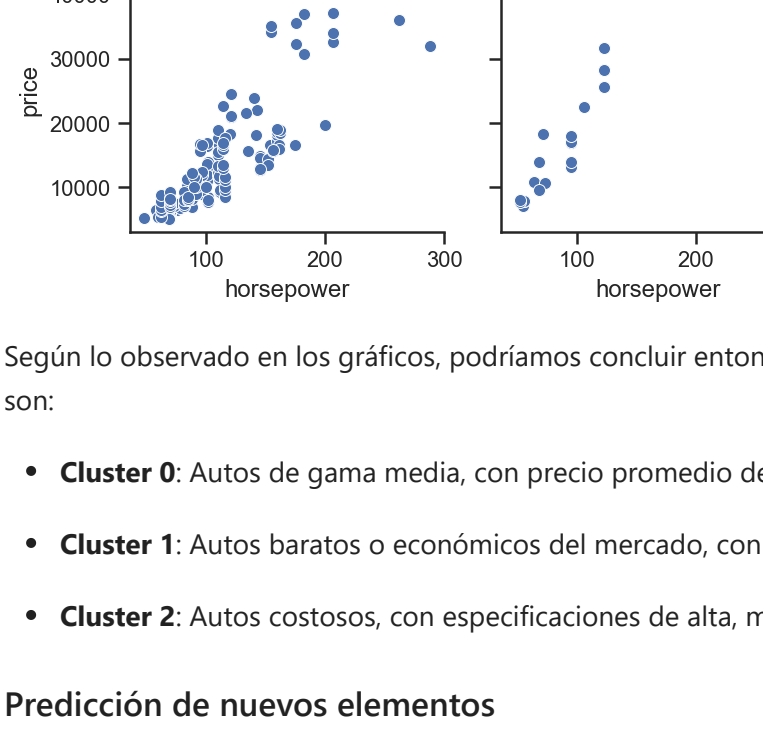 30000
20000
10000
price
100 200 300
horsepower
100 200
horsepower
Según lo observado en los gráficos, podríamos concluir enton
son:
Cluster 0: Autos de gama media, con precio promedio de
Cluster 1: Autos baratos o económicos del mercado, con
Cluster 2: Autos costosos, con especificaciones de alta, m
Predicción de nuevos elementos